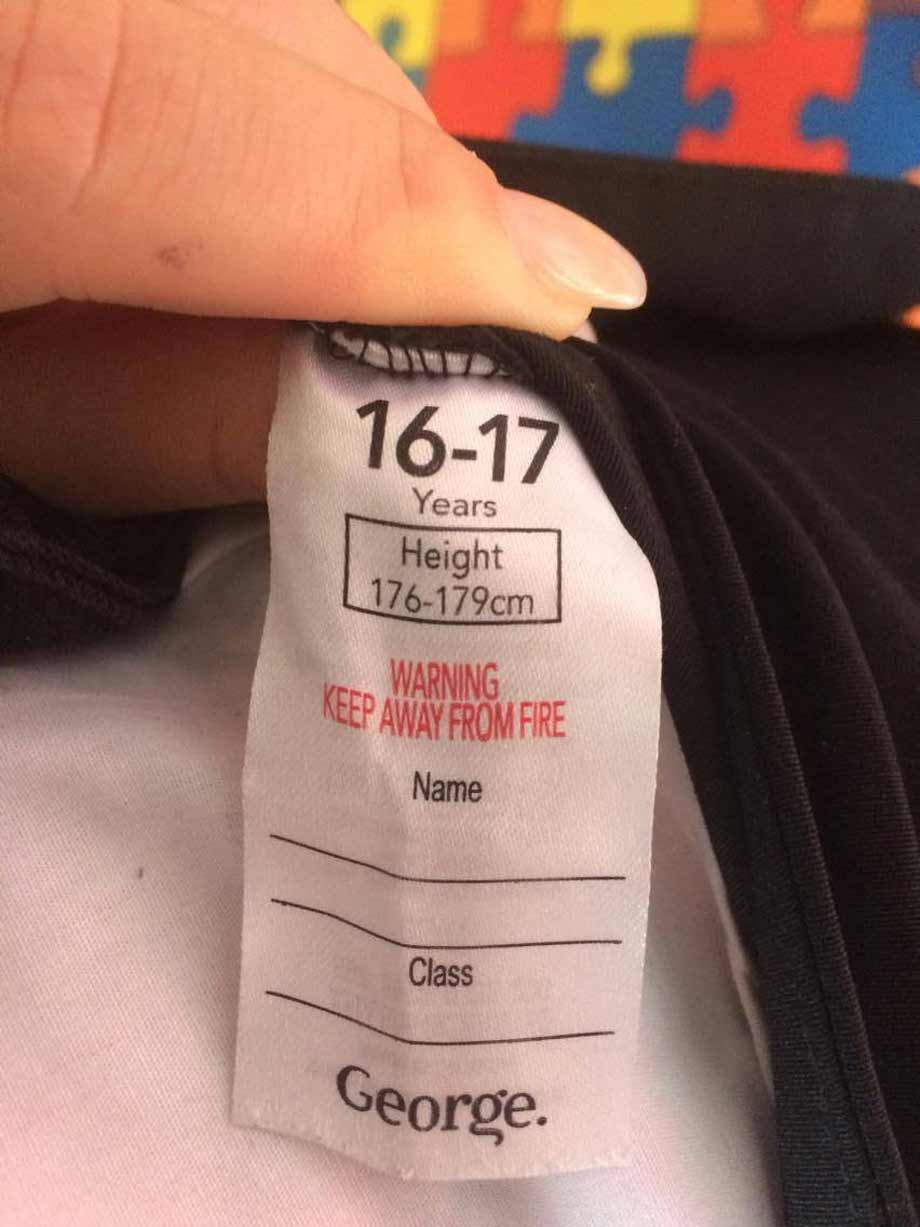 16-17
Years
Height
176-179cm
WARNING
KEEP AWAY FROM FIRE
Name
Class
George.